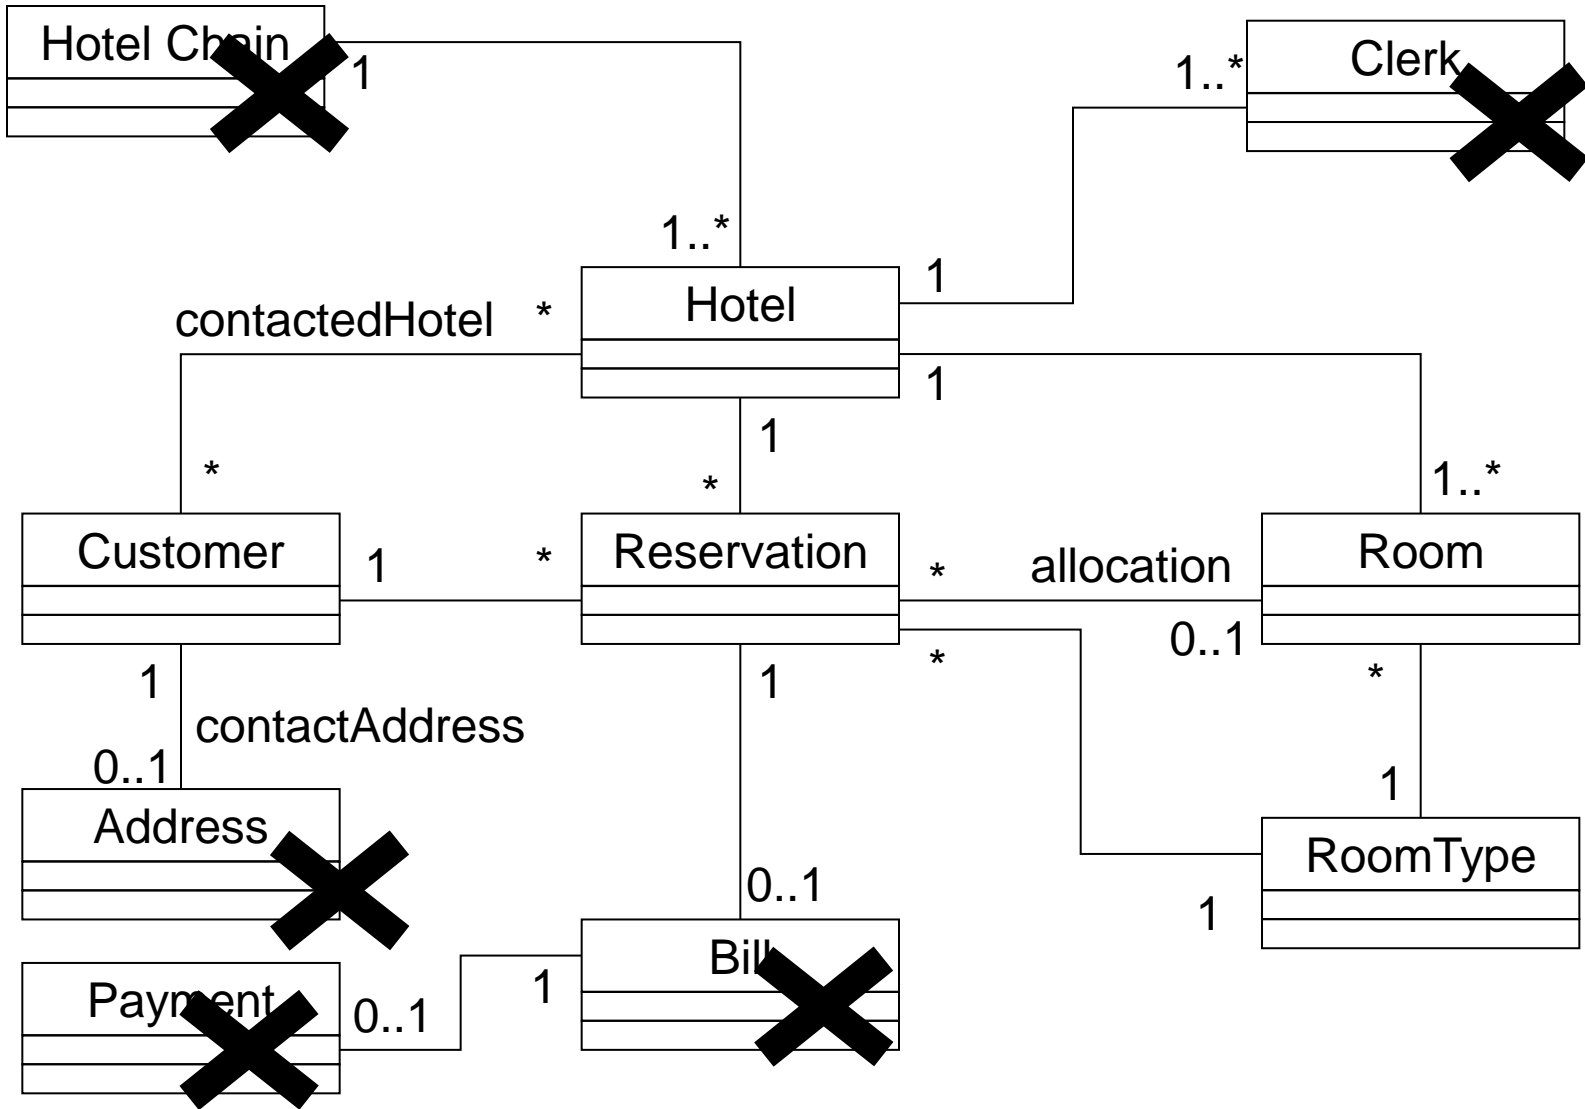 Hotel Chain
Clerk
1
1..*
1..*
Hotel
1
contactedHotel
*
1
1
*
*
1..*
Customer
Reservation
Room
1
*
*
allocation
0..1
1
1
*
*
contactAddress
0..1
1
Address
RoomType
0..1
1
Bill
Payment
0..1
1